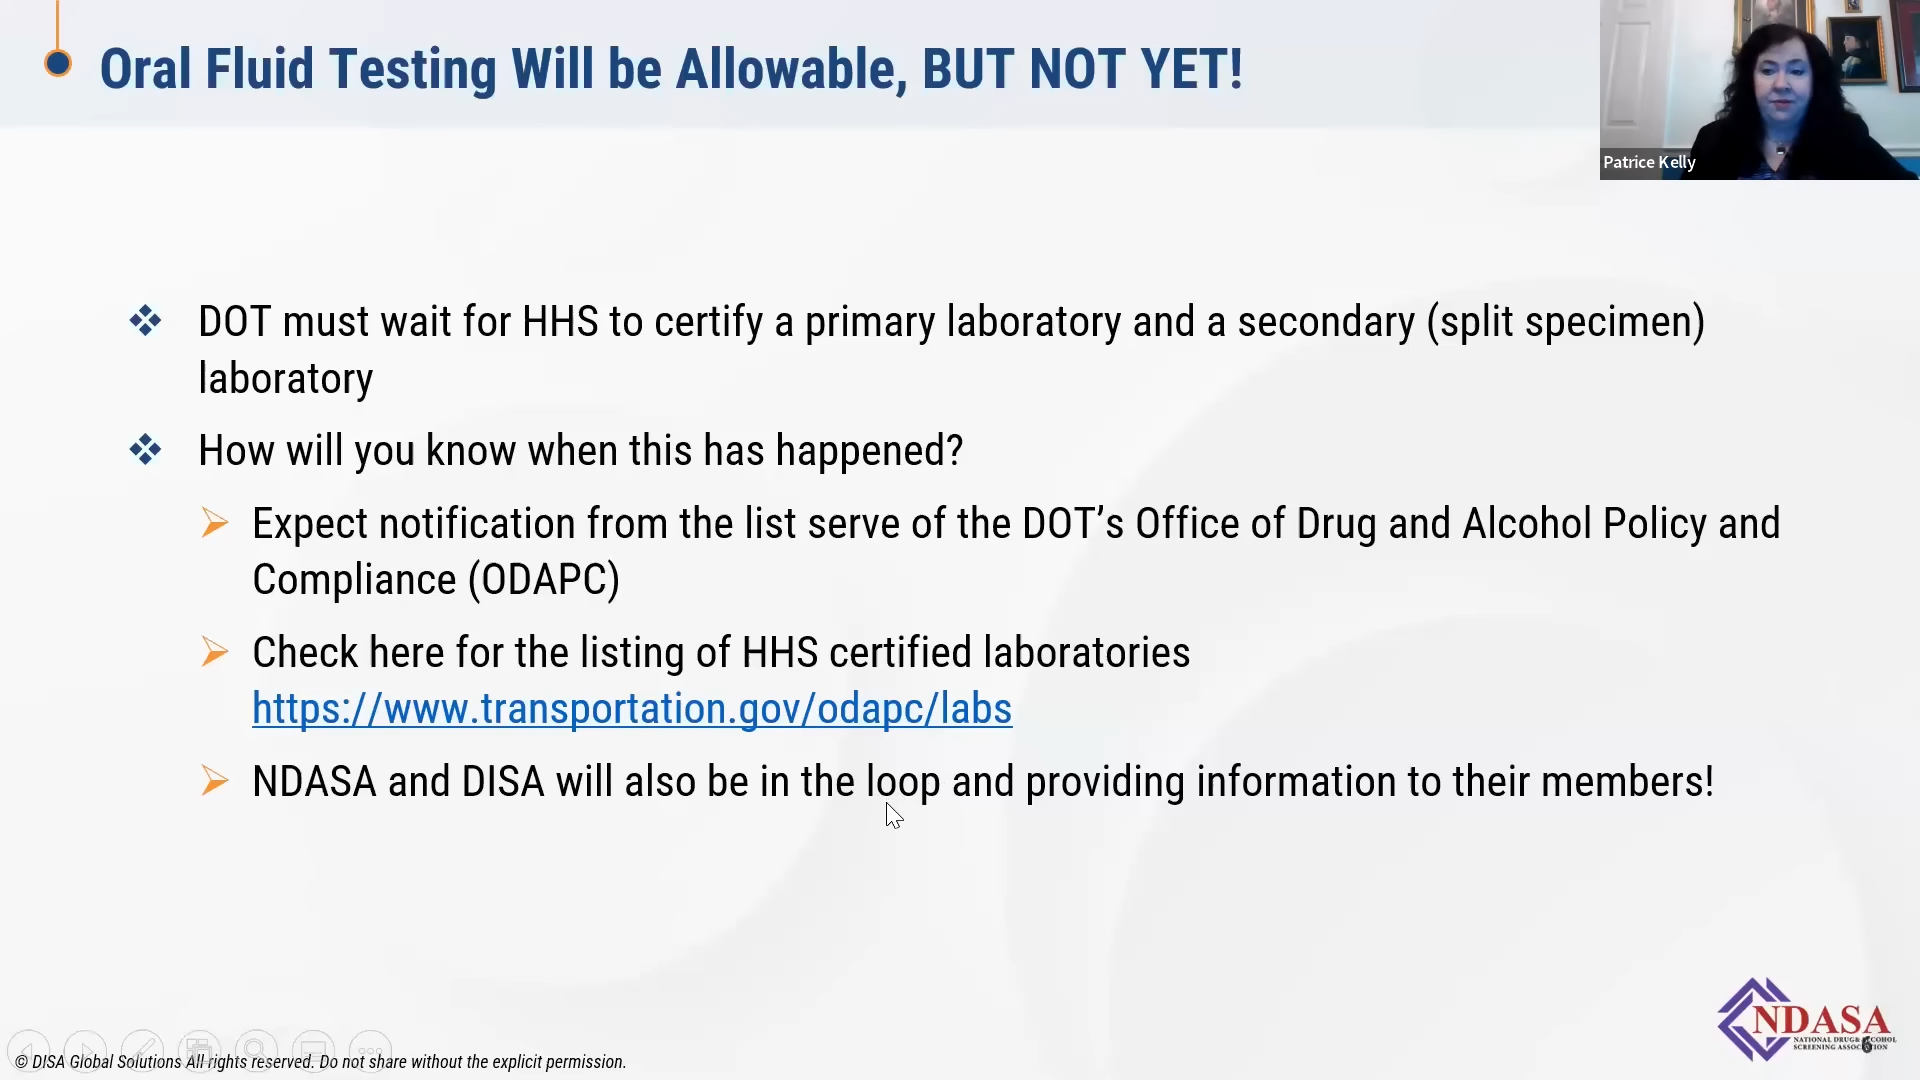 Oral Fluid Testing Will be Allowable, BUT NOT YET!
Patrice Kelly
DOT must wait for HHS to certify a primary laboratory and a secondary (split specimen)
laboratory
How will you know when this has happened?
Expect notification from the list serve of the DOT’s Office of Drug and Alcohol Policy and
Compliance (ODAPC)
Check here for the listing of HHS certified laboratories
https://www.transportation.gov/odapc/labs
NDASA and DISA will also be in the loop and providing information to their members!
NDASA
NATIONAL DRUG & ALCOHOL
SCREENING ASSOCIATION
6
© DISA Global Solutions All rights reserved. Do not share without the explicit permission.